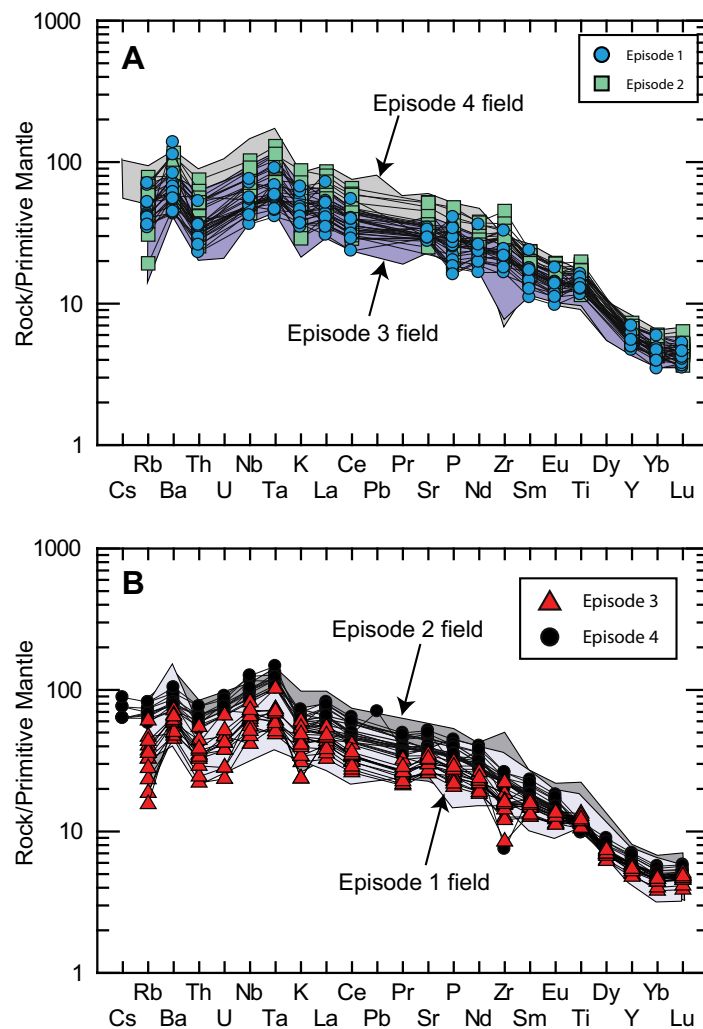 1000
A
Episode 1
Episode 2
Episode 4 field
100
Rock/Primitive Mantle
10
Episode 3 field
1
Rb Th Nb K Ce Pr P Zr Eu Dy Yb
Cs Ba U Ta La Pb Sr Nd Sm Ti Y Lu
1000
B
Episode 3
Episode 4
Episode 2 field
100
Rock/Primitive Mantle
10
Episode 1 field
1
Rb Th Nb K Ce Pr P Zr Eu Dy Yb
Cs Ba U Ta La Pb Sr Nd Sm Ti Y Lu